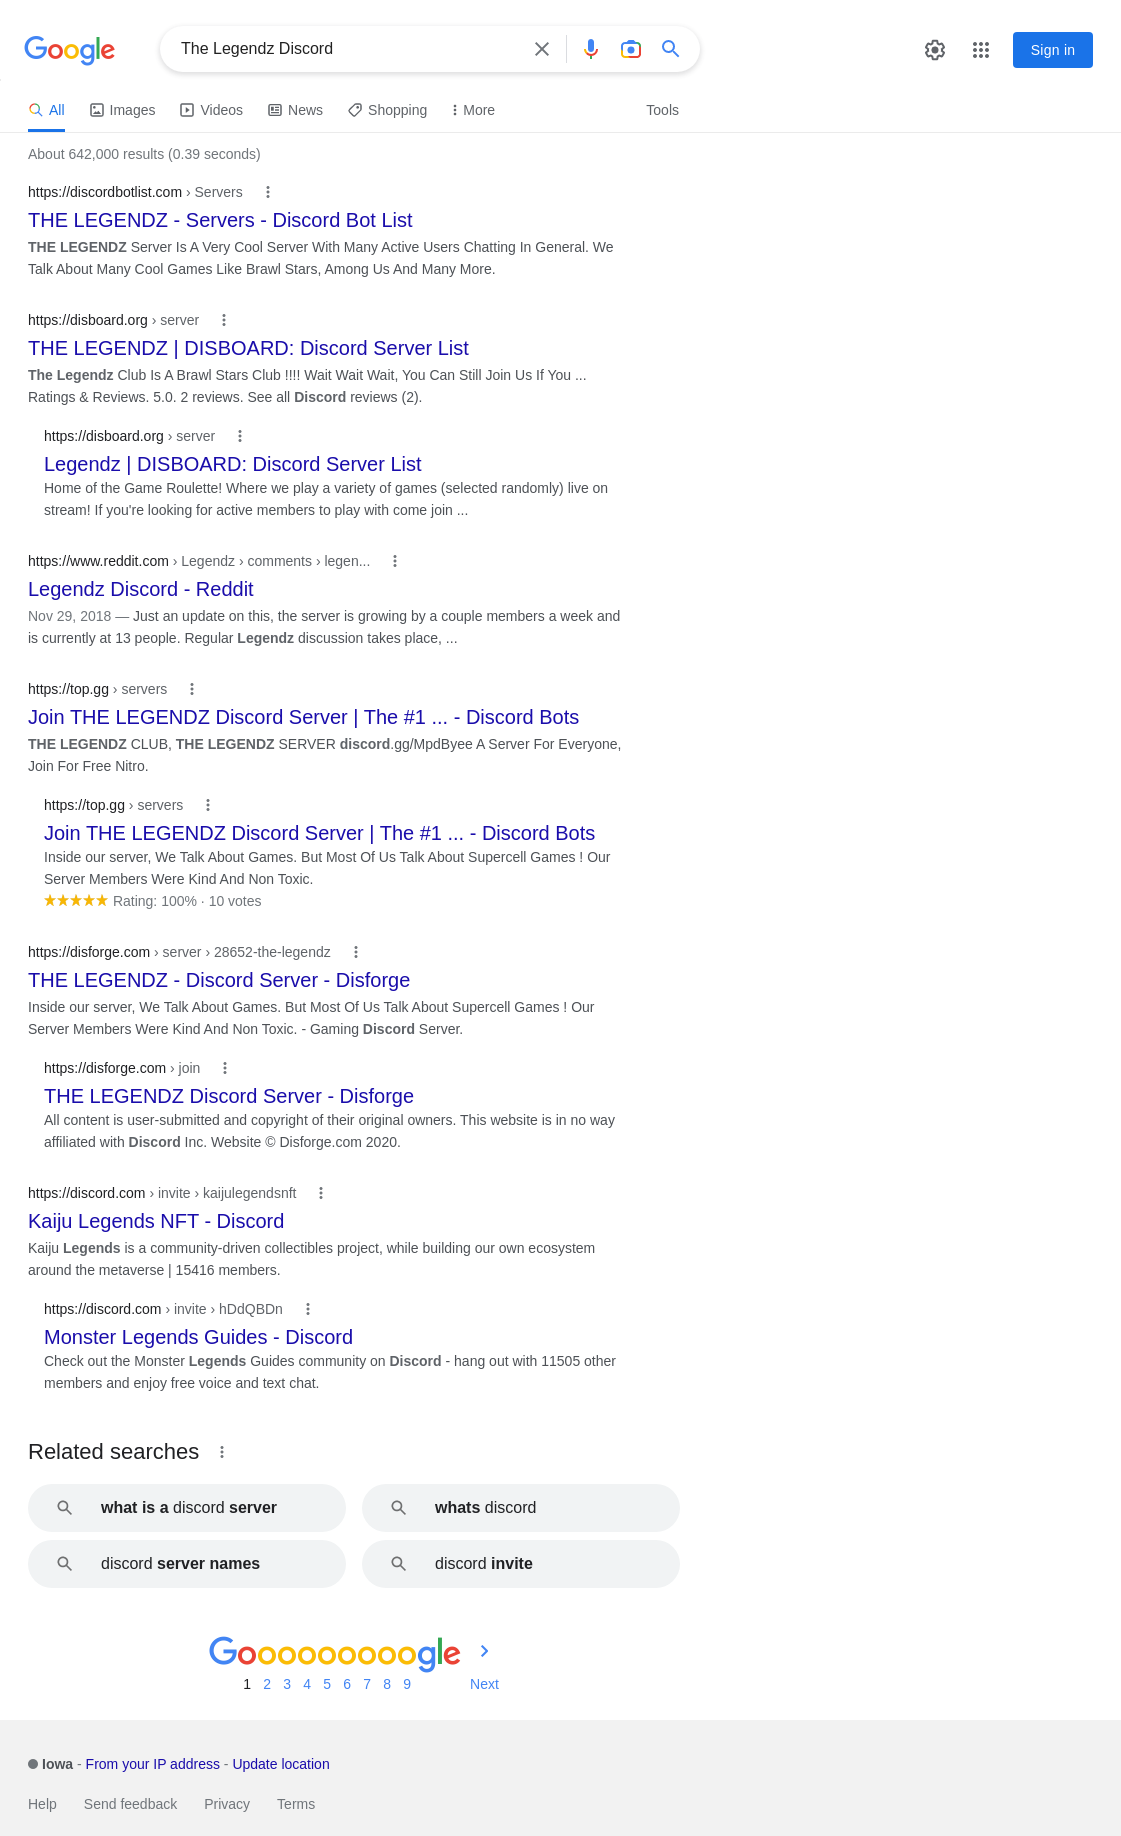 Google
The Legendz Discord
Sign in
All Images Videos News Shopping More Tools
About 642,000 results (0.39 seconds)
https://discordbotlist.com › Servers
THE LEGENDZ - Servers - Discord Bot List
THE LEGENDZ Server Is A Very Cool Server With Many Active Users Chatting In General. We
Talk About Many Cool Games Like Brawl Stars, Among Us And Many More.
https://disboard.org › server
THE LEGENDZ | DISBOARD: Discord Server List
The Legendz Club Is A Brawl Stars Club !!!! Wait Wait Wait, You Can Still Join Us If You ...
Ratings & Reviews. 5.0. 2 reviews. See all Discord reviews (2).
https://disboard.org › server
Legendz | DISBOARD: Discord Server List
Home of the Game Roulette! Where we play a variety of games (selected randomly) live on
stream! If you're looking for active members to play with come join ...
https://www.reddit.com › Legendz › comments › legen...
Legendz Discord - Reddit
Nov 29, 2018 — Just an update on this, the server is growing by a couple members a week and
is currently at 13 people. Regular Legendz discussion takes place, ...
https://top.gg › servers
Join THE LEGENDZ Discord Server | The #1 ... - Discord Bots
THE LEGENDZ CLUB, THE LEGENDZ SERVER discord.gg/MpdByee A Server For Everyone,
Join For Free Nitro.
https://top.gg › servers
Join THE LEGENDZ Discord Server | The #1 ... - Discord Bots
Inside our server, We Talk About Games. But Most Of Us Talk About Supercell Games ! Our
Server Members Were Kind And Non Toxic.
Rating: 100% · 10 votes
https://disforge.com › server › 28652-the-legendz
THE LEGENDZ - Discord Server - Disforge
Inside our server, We Talk About Games. But Most Of Us Talk About Supercell Games ! Our
Server Members Were Kind And Non Toxic. - Gaming Discord Server.
https://disforge.com › join
THE LEGENDZ Discord Server - Disforge
All content is user-submitted and copyright of their original owners. This website is in no way
affiliated with Discord Inc. Website © Disforge.com 2020.
https://discord.com › invite › kaijulegendsnft
Kaiju Legends NFT - Discord
Kaiju Legends is a community-driven collectibles project, while building our own ecosystem
around the metaverse | 15416 members.
https://discord.com › invite › hDdQBDn
Monster Legends Guides - Discord
Check out the Monster Legends Guides community on Discord - hang out with 11505 other
members and enjoy free voice and text chat.
Related searches
what is a discord server
whats discord
discord server names
discord invite
Goooooooooogle
1 2 3 4 5 6 7 8 9 Next
Iowa - From your IP address - Update location
Help Send feedback Privacy Terms